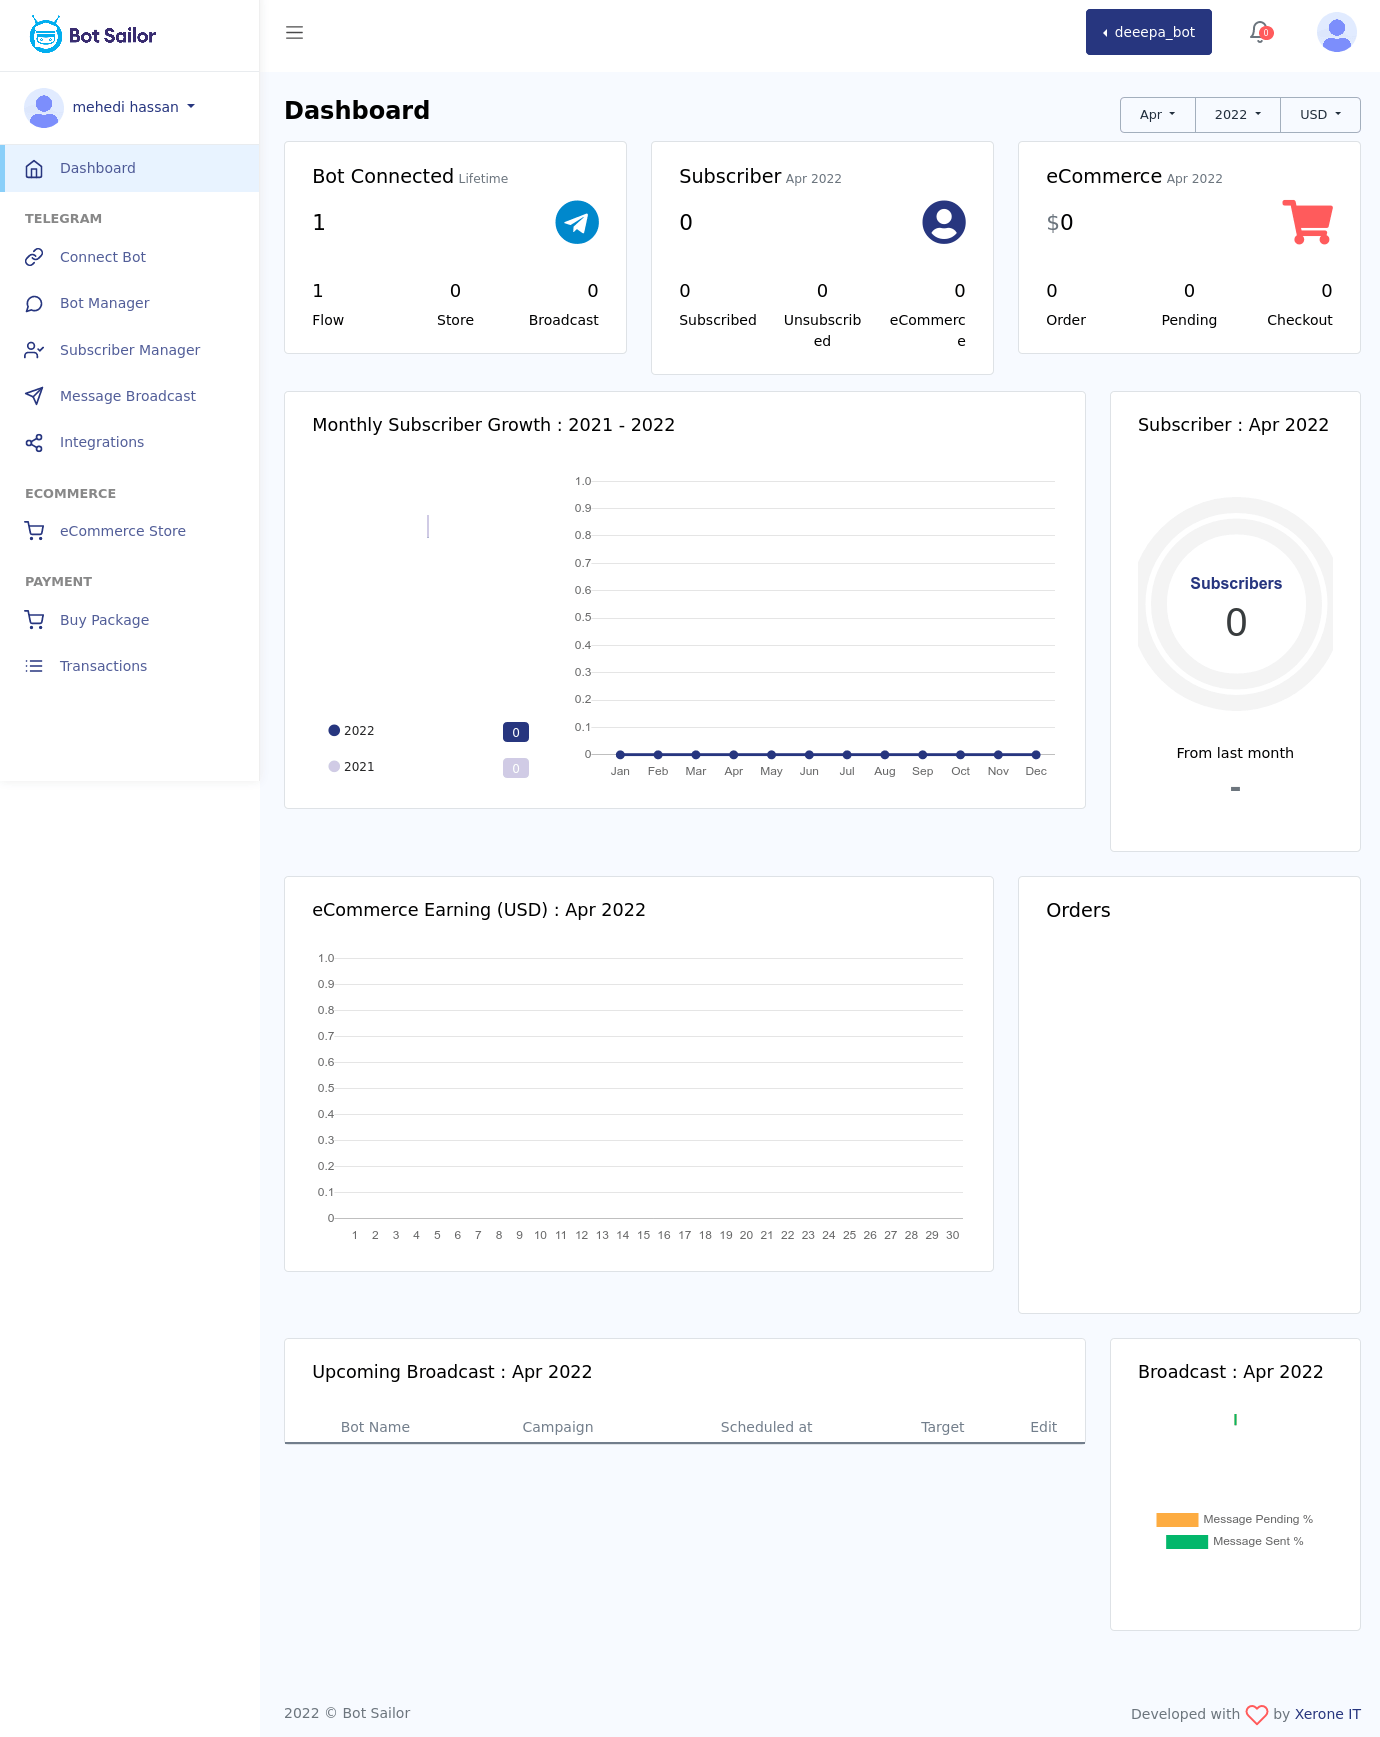 Bot Sailor
deeepa_bot
0
mehedi hassan
Dashboard
TELEGRAM
Connect Bot
Bot Manager
Subscriber Manager
Message Broadcast
Integrations
ECOMMERCE
eCommerce Store
PAYMENT
Buy Package
Transactions
Dashboard
Apr 2022 USD
Bot Connected Lifetime
1
1 0 0
Flow Store Broadcast
Subscriber Apr 2022
0
0 0 0
Subscribed Unsubscrib eCommerc
ed e
eCommerce Apr 2022
$0
0 0 0
Order Pending Checkout
Monthly Subscriber Growth : 2021 - 2022
2022 0
2021 0
1.0
0.9
0.8
0.7
0.6
0.5
0.4
0.3
0.2
0.1
0
Jan Feb Mar Apr May Jun Jul Aug Sep Oct Nov Dec
Subscriber : Apr 2022
Subscribers
0
From last month
-
eCommerce Earning (USD) : Apr 2022
1.0
0.9
0.8
0.7
0.6
0.5
0.4
0.3
0.2
0.1
0
1 2 3 4 5 6 7 8 9 10 11 12 13 14 15 16 17 18 19 20 21 22 23 24 25 26 27 28 29 30
Orders
Upcoming Broadcast : Apr 2022
Bot Name Campaign Scheduled at Target Edit
Broadcast : Apr 2022
Message Pending %
Message Sent %
2022 © Bot Sailor
Developed with by Xerone IT